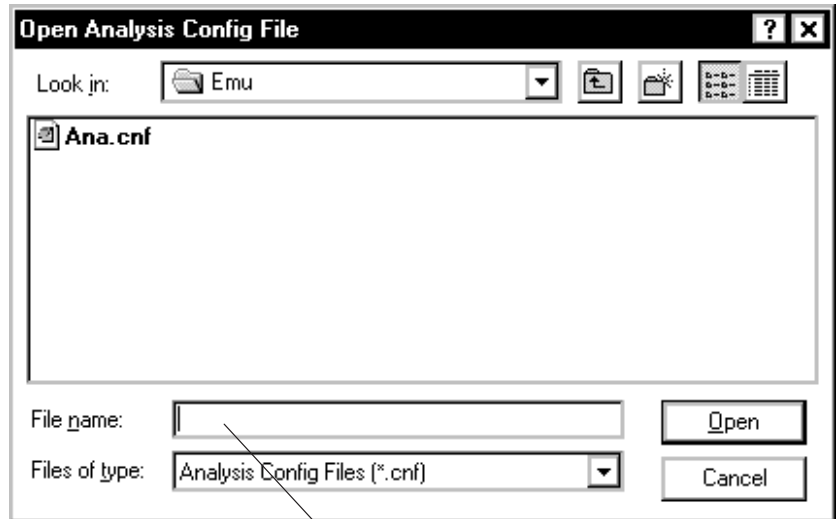 Open Analysis Config File
Look in: Emu
Ana.cnf
File name: Open
Files of type: Analysis Config Files (*.cnf) Cancel